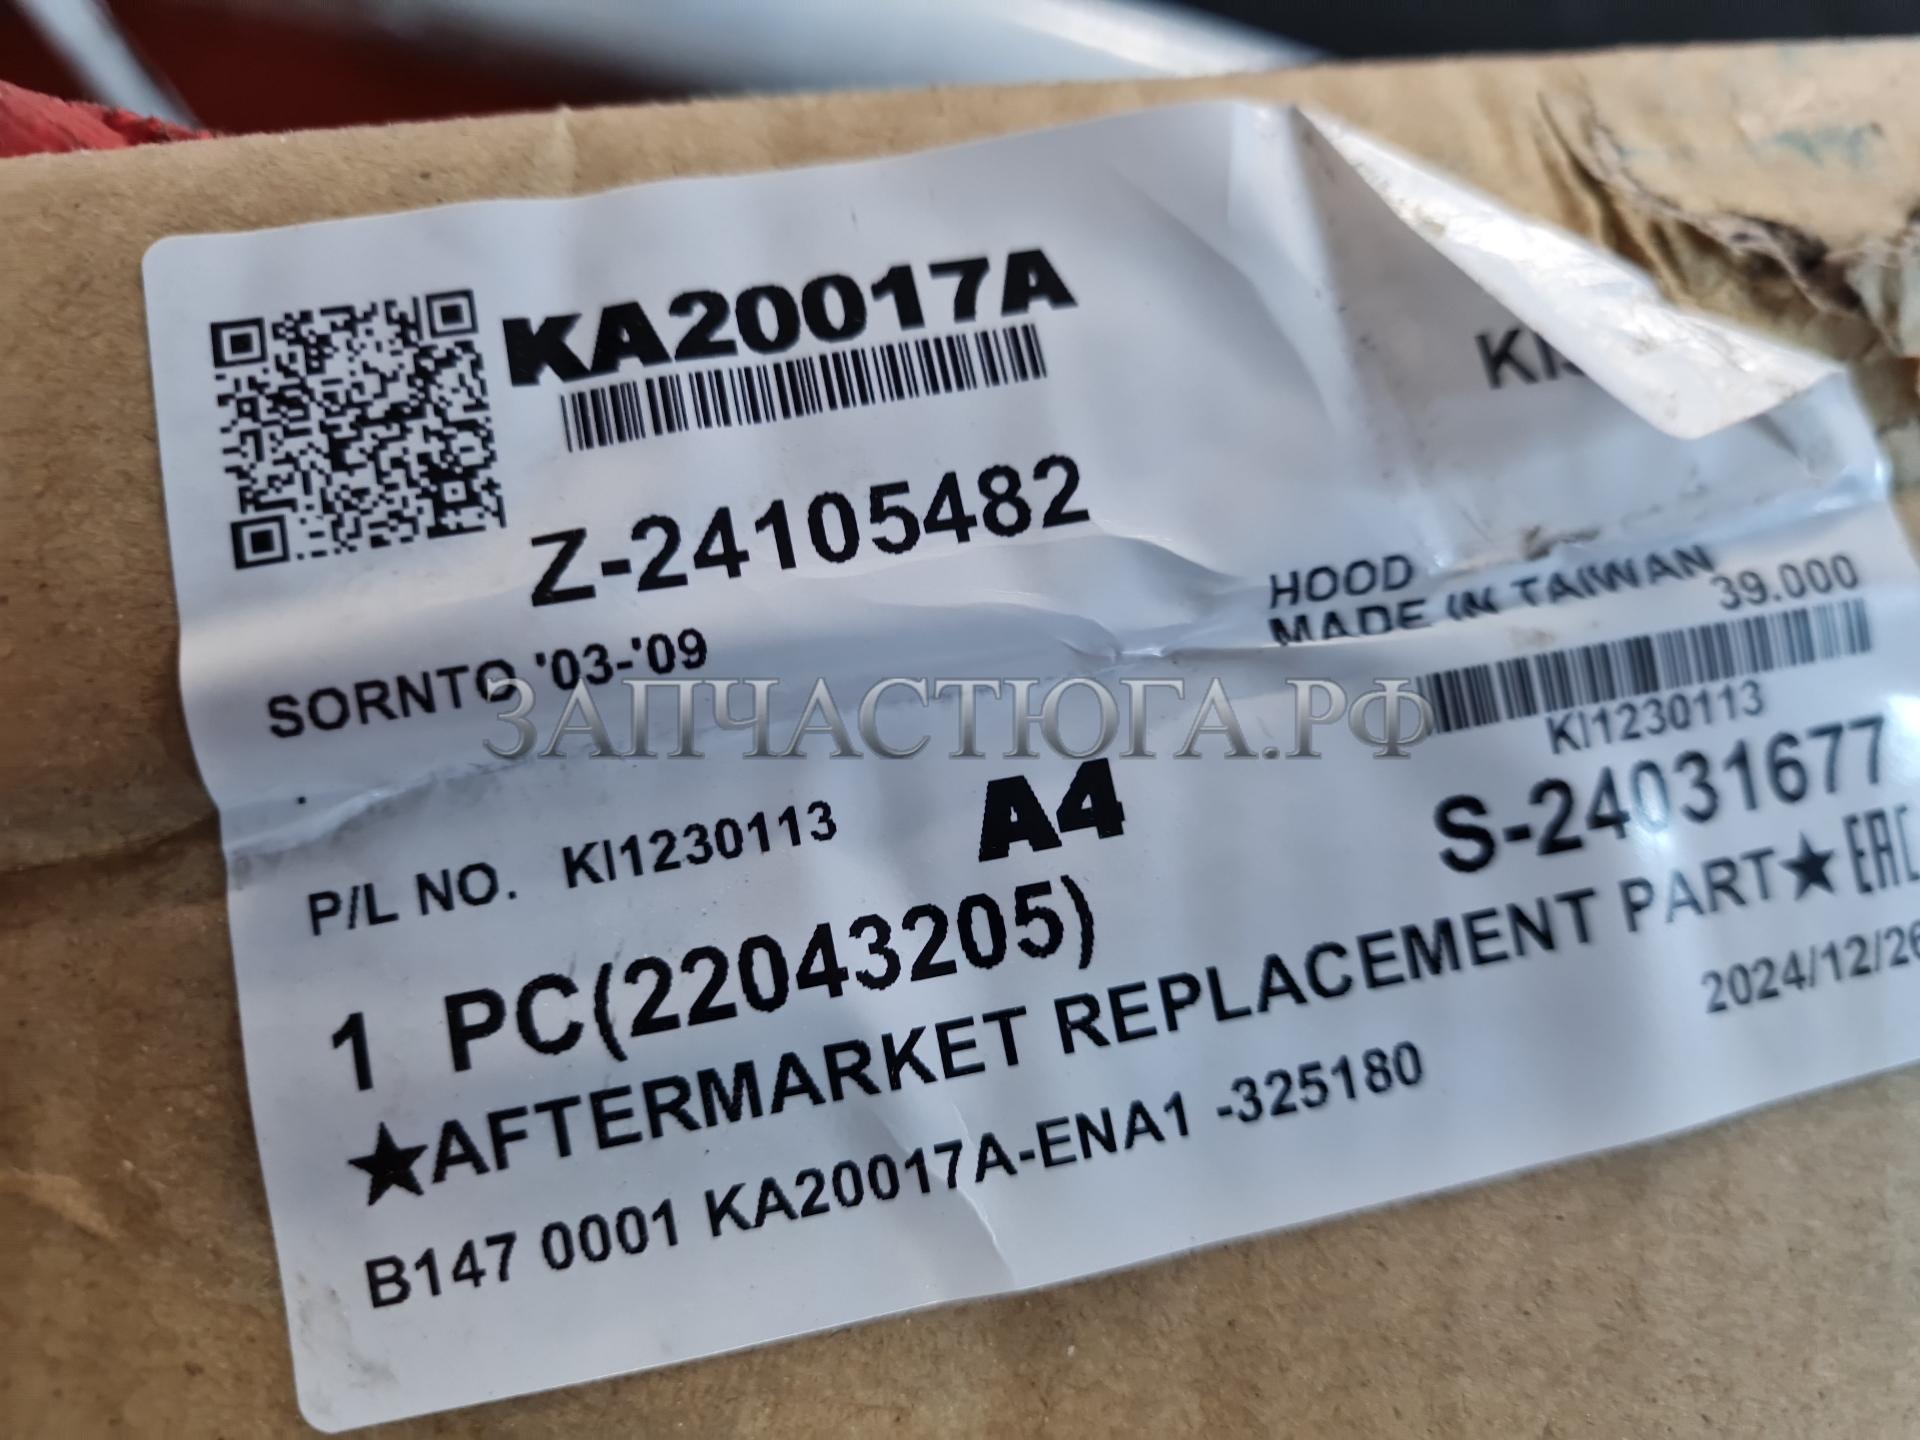 KA20017A
Z-24105482
SORNTO '03-'09
HOOD
MADE IN TAIWAN
39.000
KI1230113
ЗАПЧАСТЮГА.РФ
P/L NO. KI1230113
A4
S-24031677
1 PC(22043205)
★AFTERMARKET REPLACEMENT PART★EAC
2024/12/26
B147 0001 KA20017A-ENA1 -325180